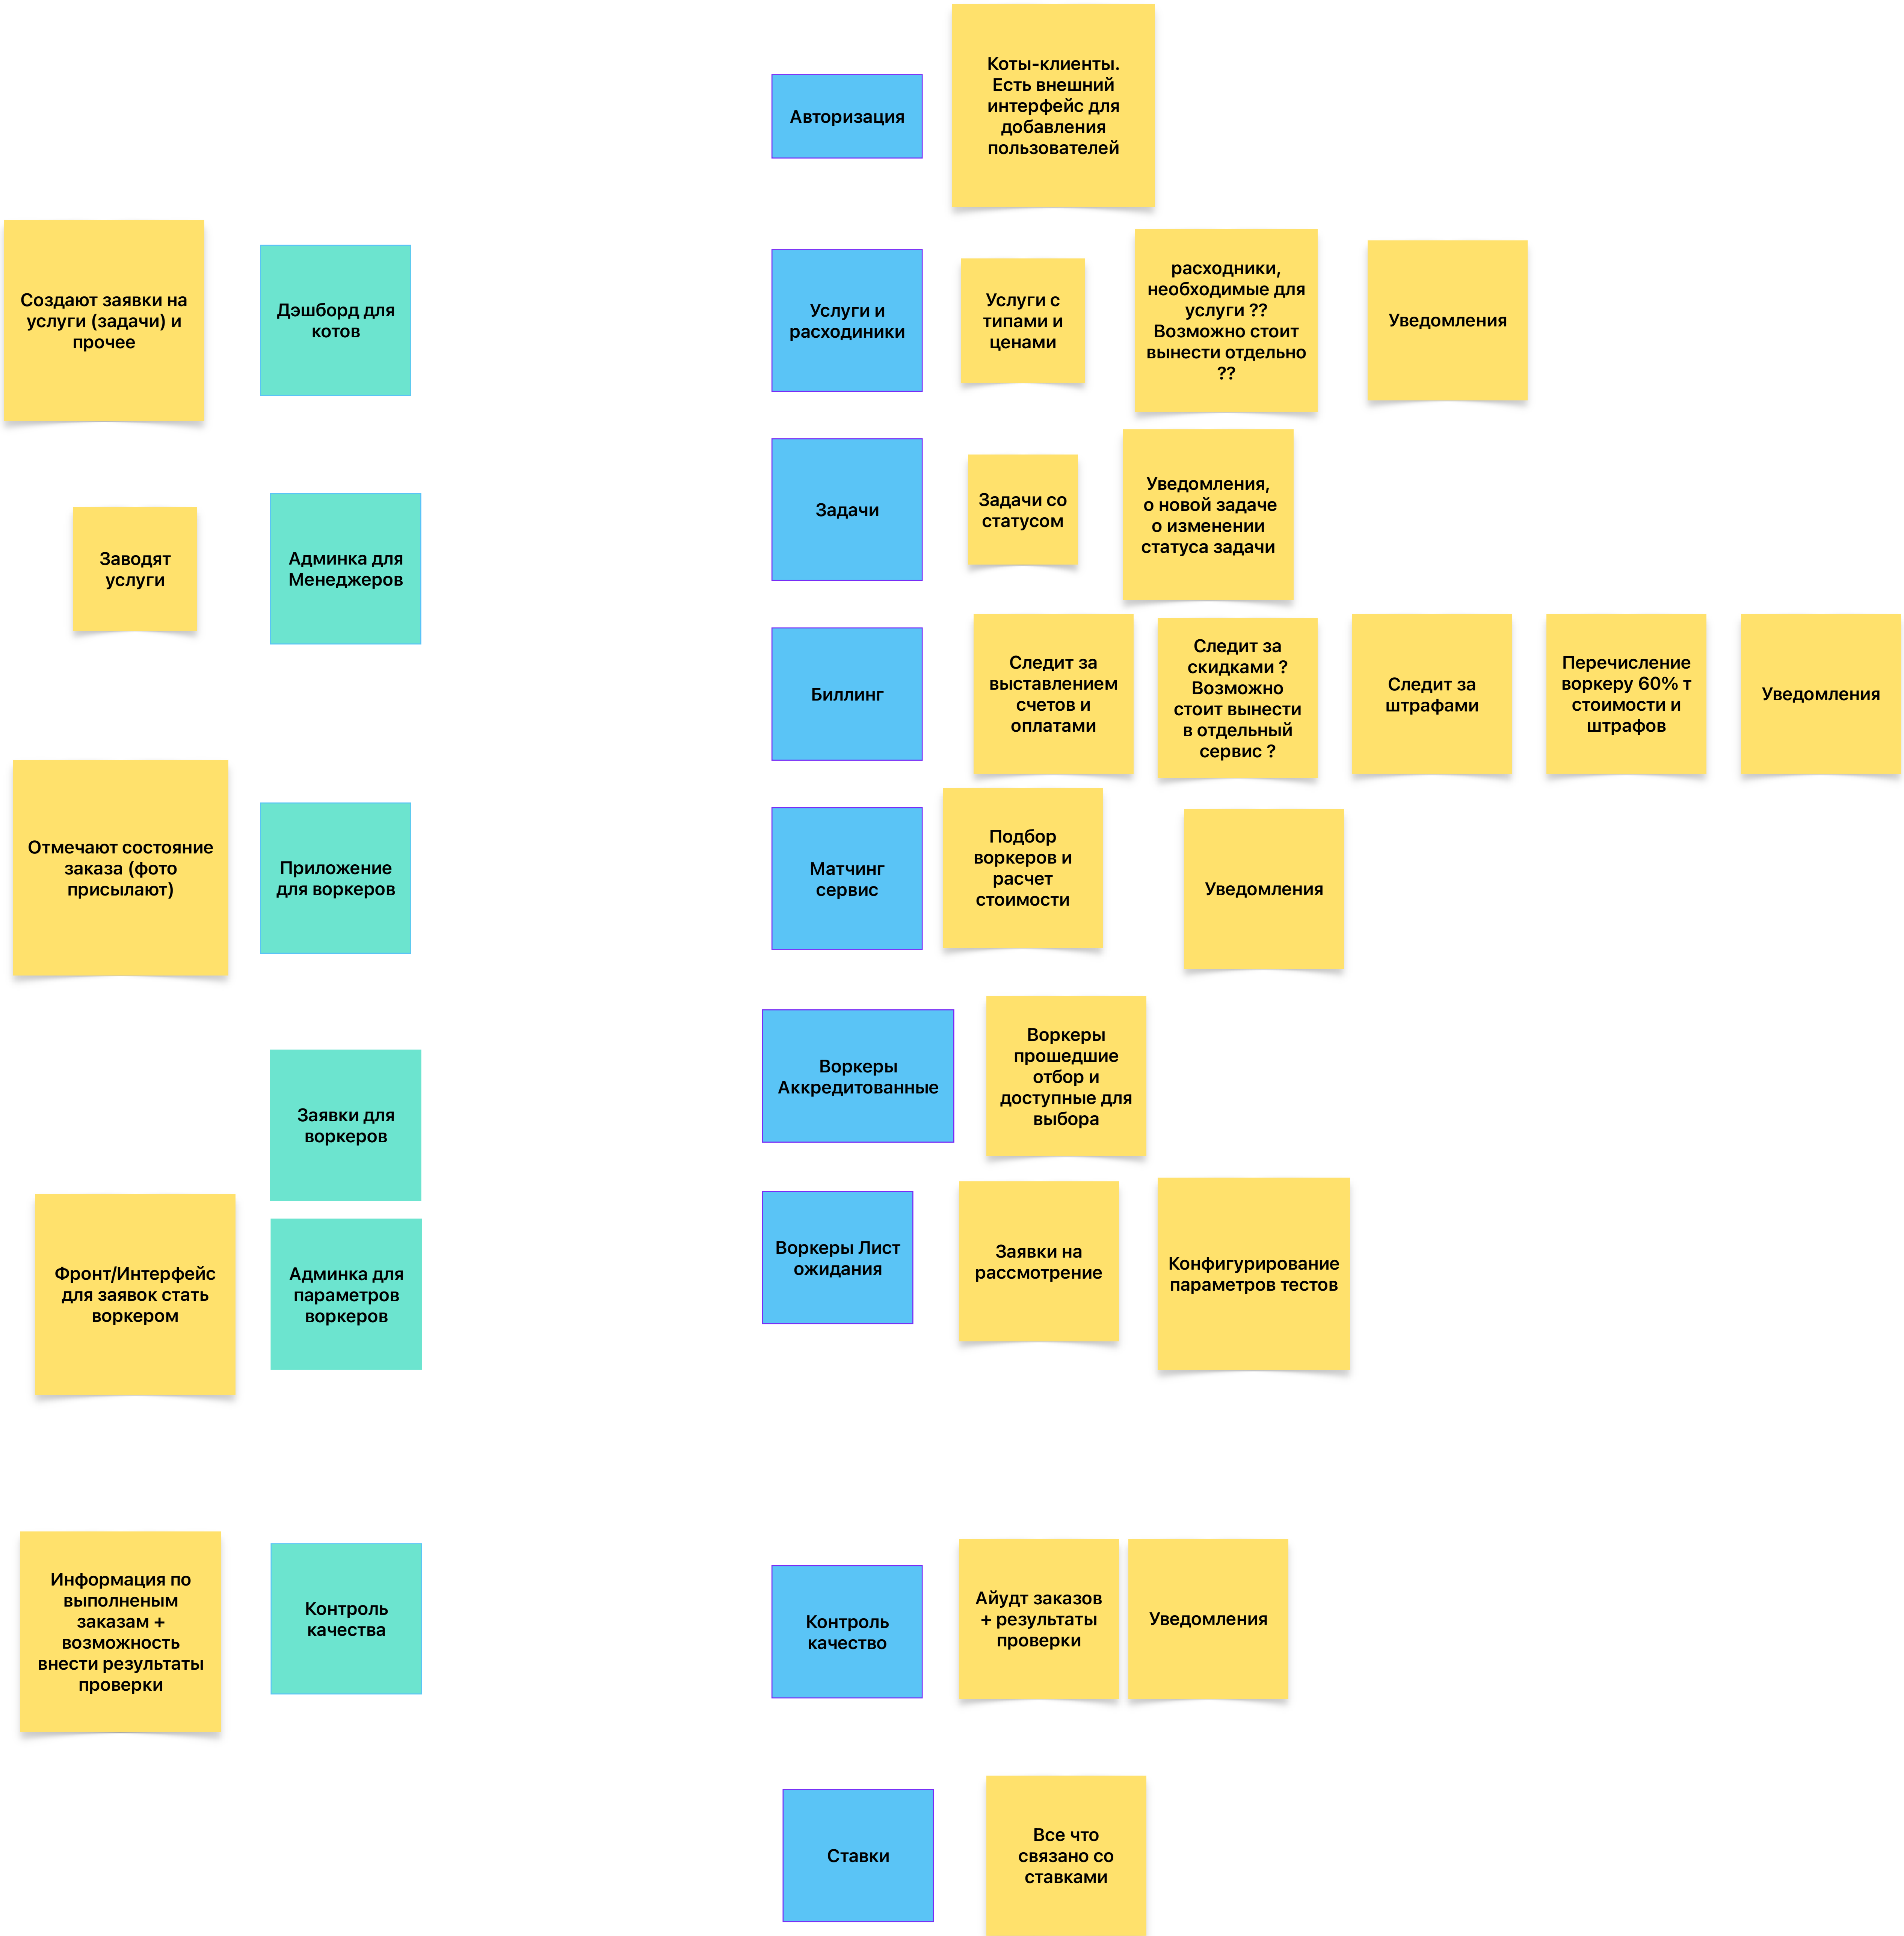 Коты-клиенты.
Есть внешний
интерфейс для
добавления
пользователей
Авторизация
Создают заявки на
услуги (задачи) и
прочее
Дэшборд для
котов
Услуги и
расходиники
Услуги с
типами и
ценами
расходники,
необходимые для
услуги ??
Возможно стоит
вынести отдельно
??
Уведомления
Заводят
услуги
Админка для
Менеджеров
Задачи
Задачи со
статусом
Уведомления,
о новой задаче
о изменении
статуса задачи
Биллинг
Следит за
выставлением
счетов и
оплатами
Следит за
скидками ?
Возможно
стоит вынести
в отдельный
сервис ?
Следит за
штрафами
Перечисление
воркеру 60% т
стоимости и
штрафов
Уведомления
Отмечают состояние
заказа (фото
присылают)
Приложение
для воркеров
Матчинг
сервис
Подбор
воркеров и
расчет
стоимости
Уведомления
Заявки для
воркеров
Воркеры
Аккредитованные
Воркеры
прошедшие
отбор и
доступные для
выбора
Фронт/Интерфейс
для заявок стать
воркером
Админка для
параметров
воркеров
Воркеры Лист
ожидания
Заявки на
рассмотрение
Конфигурирование
параметров тестов
Информация по
выполненым
заказам +
возможность
внести результаты
проверки
Контроль
качества
Контроль
качество
Айудт заказов
+ результаты
проверки
Уведомления
Ставки
Все что
связано со
ставками